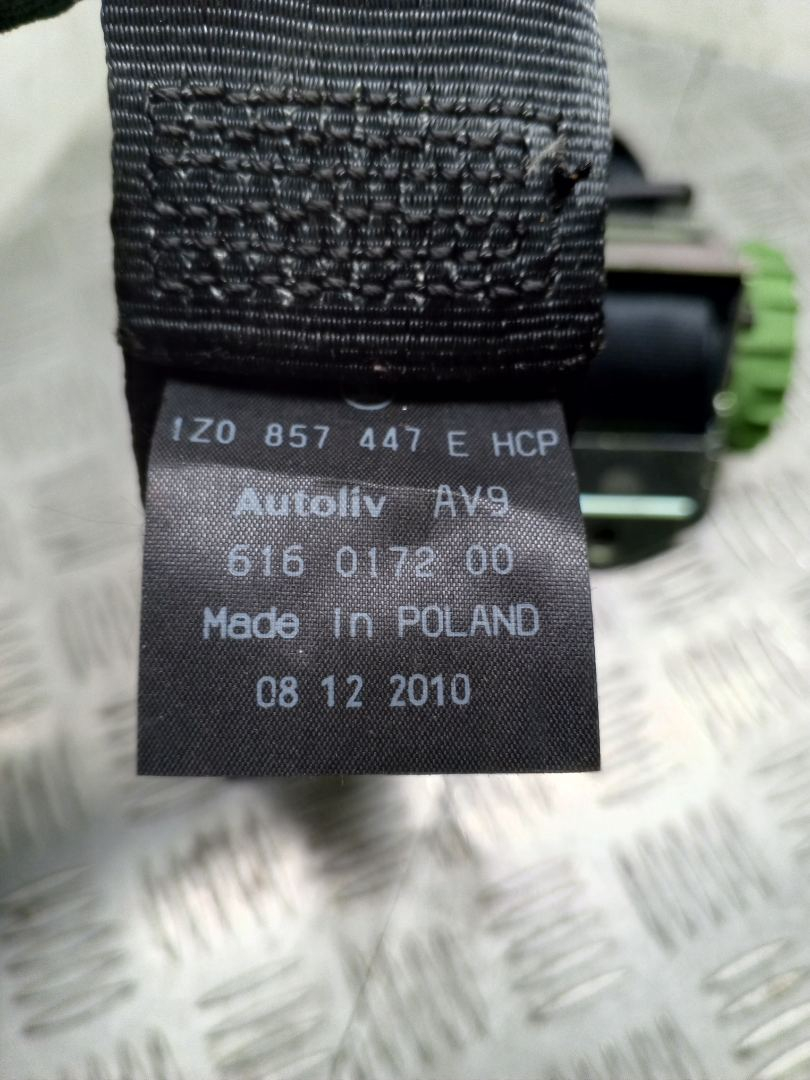 1Z0 857 447 E HCP
Autoliv AV9
616 0172 00
Made In POLAND
08 12 2010